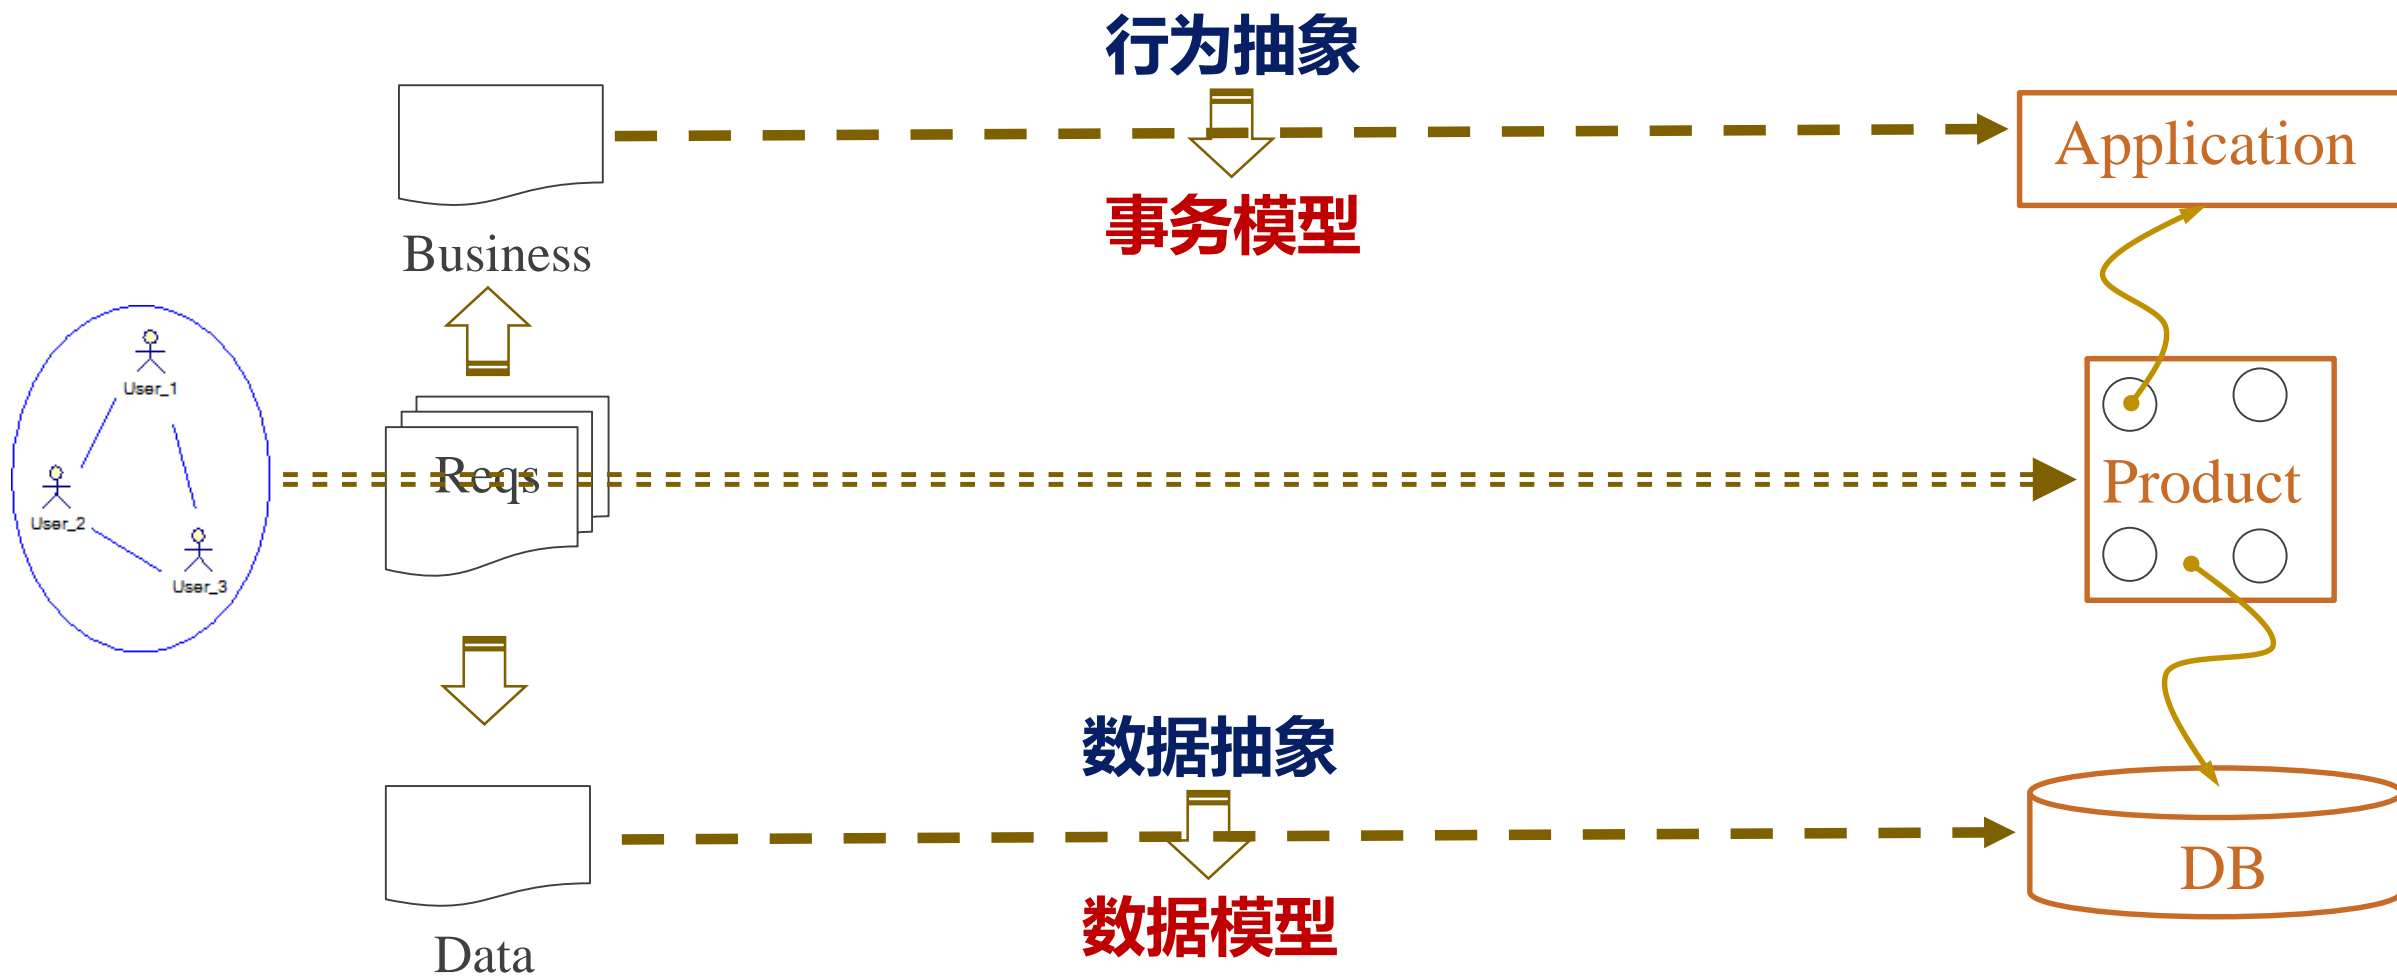 行为抽象
Application
事务模型
Business
User_1
Reqs
Product
User_2
User_3
数据抽象
DB
数据模型
Data